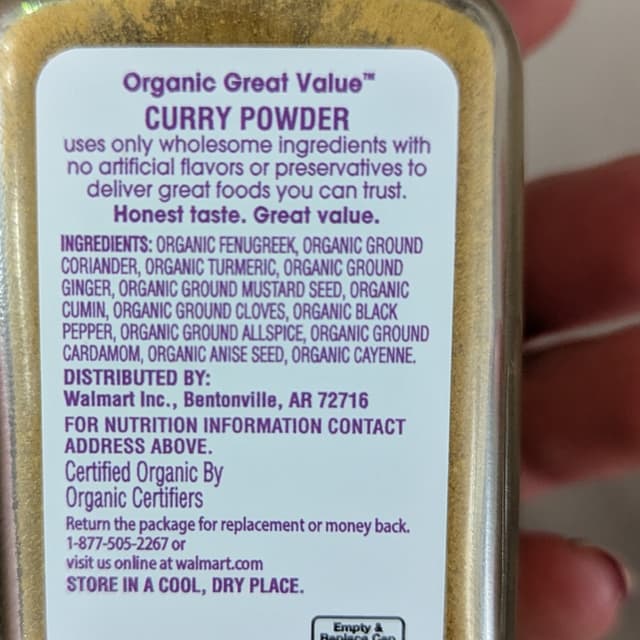 Organic Great Value™
CURRY POWDER
uses only wholesome ingredients with
no artificial flavors or preservatives to
deliver great foods you can trust.
Honest taste. Great value.
INGREDIENTS: ORGANIC FENUGREEK, ORGANIC GROUND
CORIANDER, ORGANIC TURMERIC, ORGANIC GROUND
GINGER, ORGANIC GROUND MUSTARD SEED, ORGANIC
CUMIN, ORGANIC GROUND CLOVES, ORGANIC BLACK
PEPPER, ORGANIC GROUND ALLSPICE, ORGANIC GROUND
CARDAMOM, ORGANIC ANISE SEED, ORGANIC CAYENNE.
DISTRIBUTED BY:
Walmart Inc., Bentonville, AR 72716
FOR NUTRITION INFORMATION CONTACT
ADDRESS ABOVE.
Certified Organic By
Organic Certifiers
Return the package for replacement or money back.
1-877-505-2267 or
visit us online at walmart.com
STORE IN A COOL, DRY PLACE.
Empty &
Replace Cap